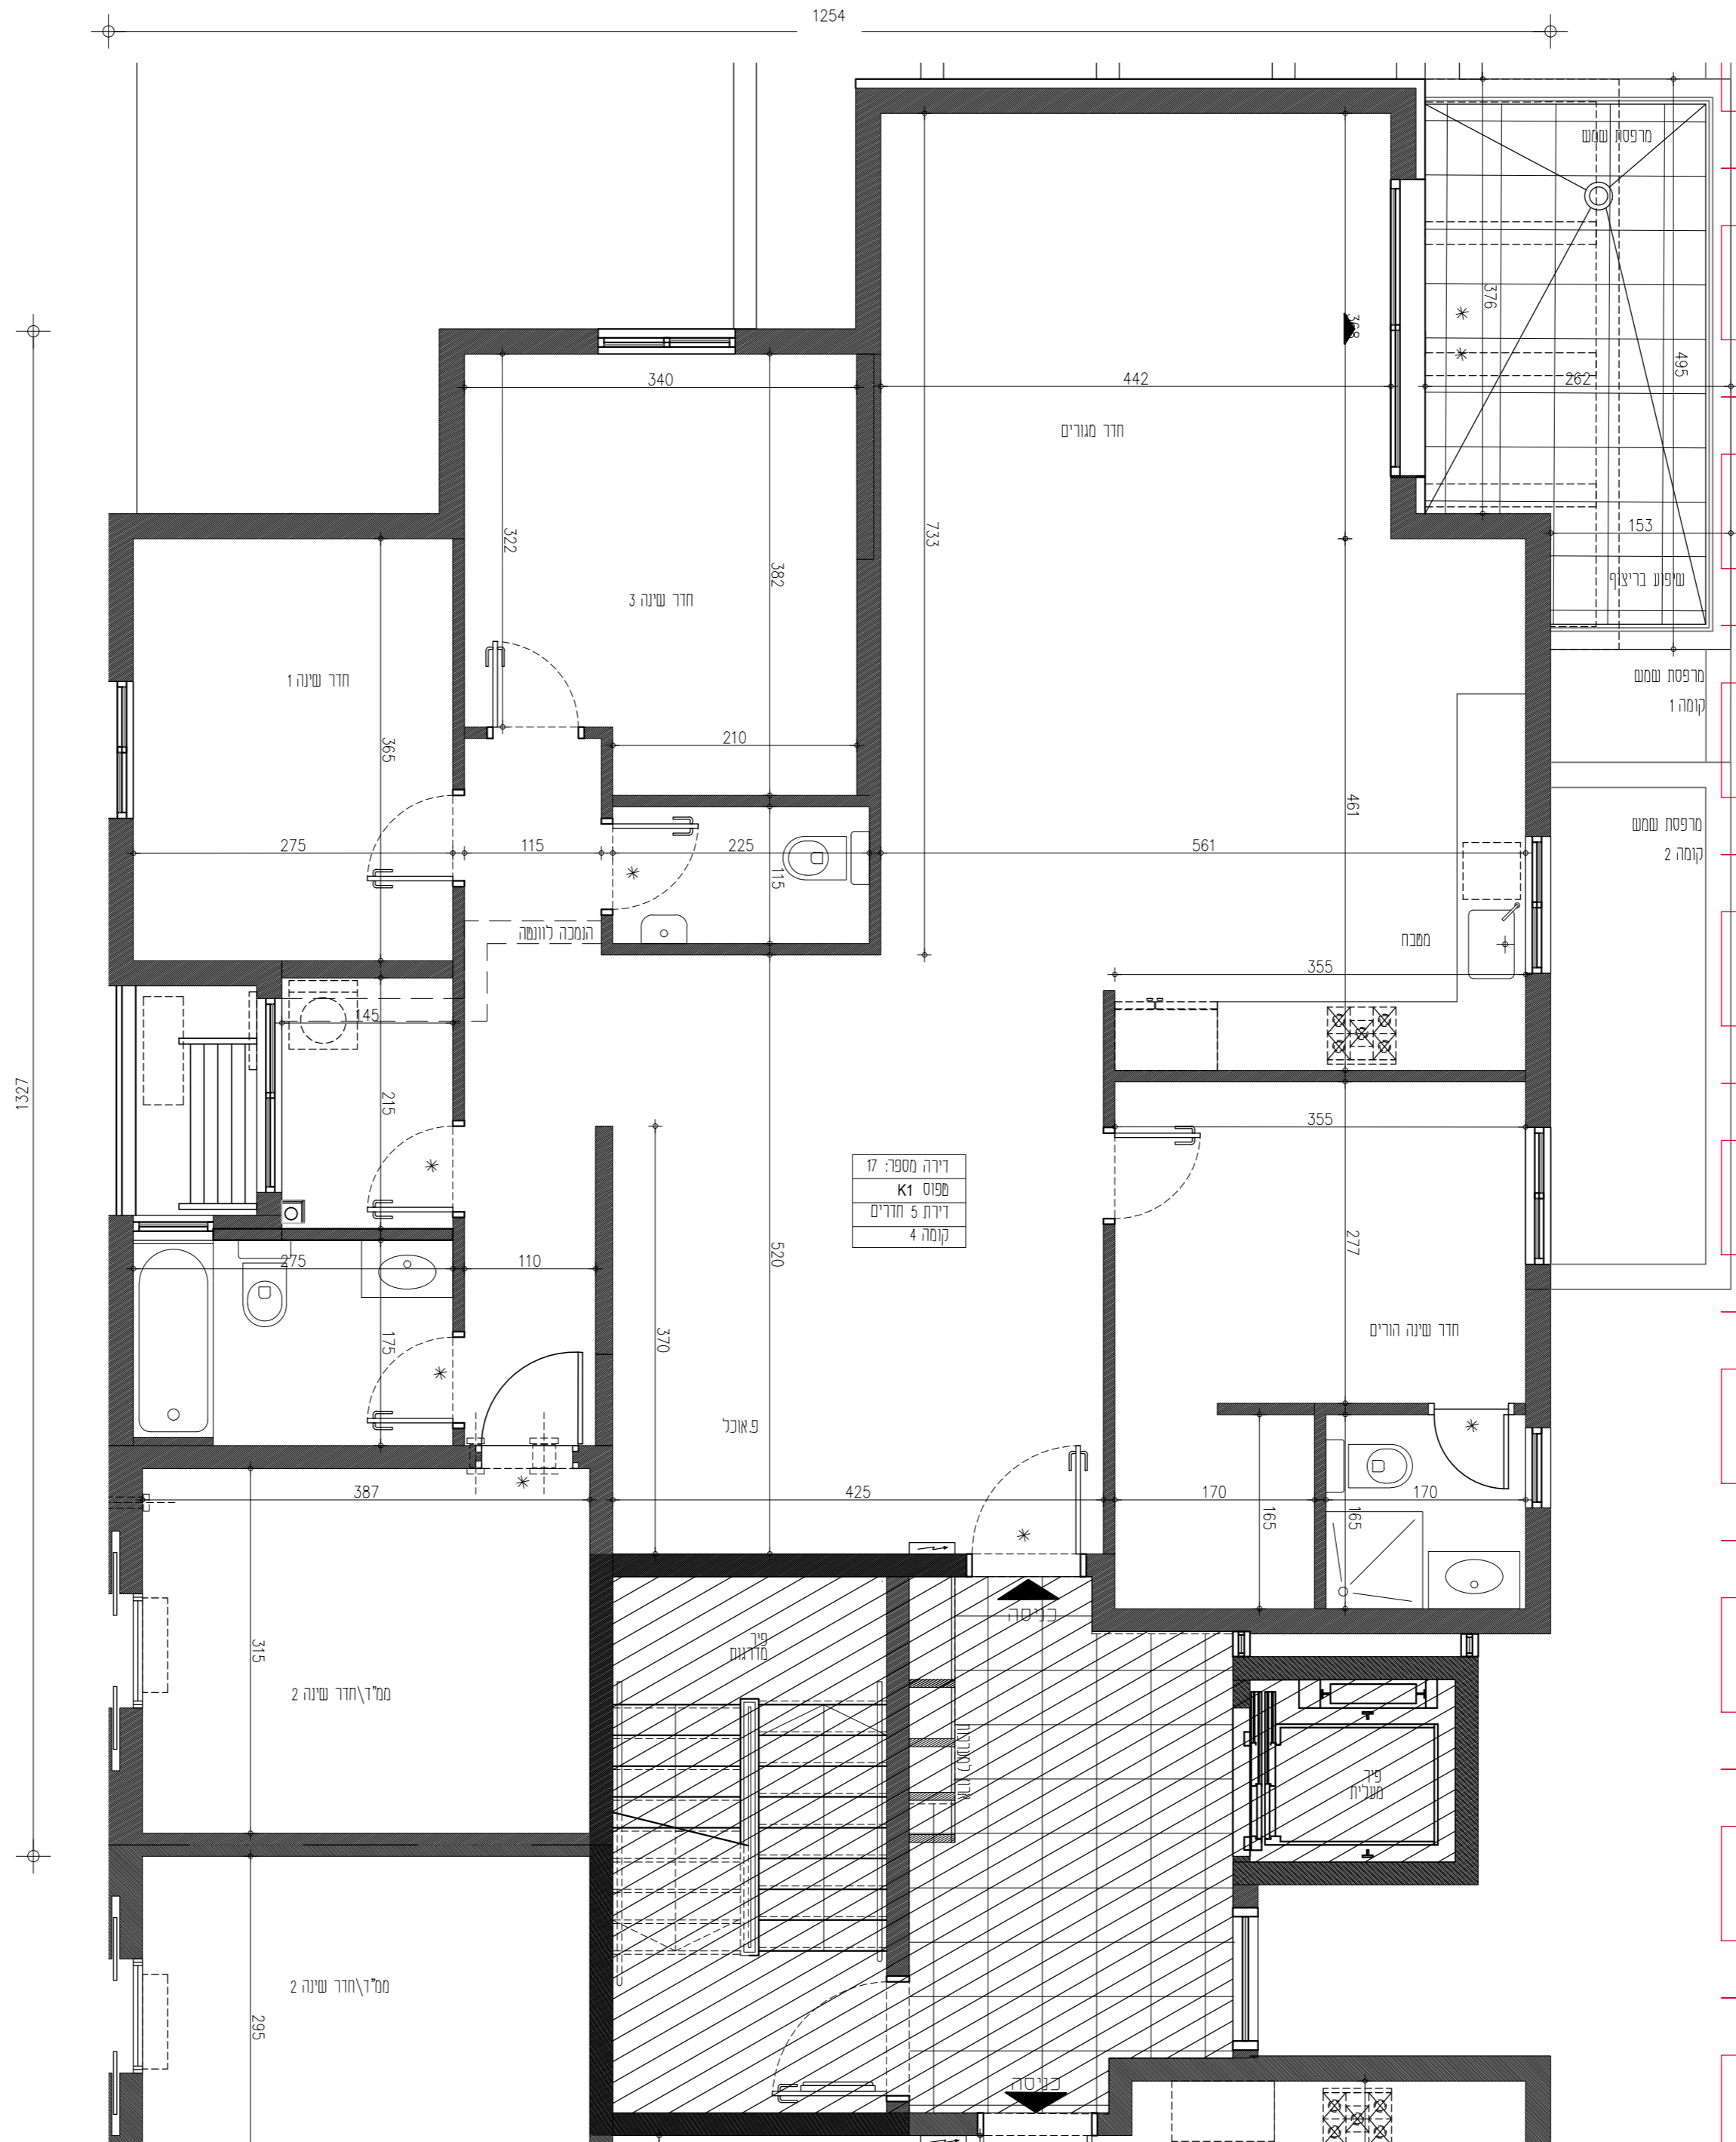 1254
מרפסת שמש
376
368
495
340
442
262
חדר מגורים
322
733
153
382
שיפוע בריצוף
חדר שינה 3
חדר שינה 1
מרפסת שמש
קומה 1
365
210
461
מרפסת שמש
קומה 2
275
115
225
561
115
הנמכה לוונטה
מטבח
355
145
1327
215
355
דירה מספר: 17
טפוס K1
דירת 5 חדרים
קומה 4
520
277
275
110
370
175
חדר שינה הורים
פ.אוכל
387
425
170
170
165
165
כניסה
פיר
מדרגות
315
ממ"ד\חדר שינה 2
ארון למערכות
פיר
מעלית
ממ"ד\חדר שינה 2
295
כניסה